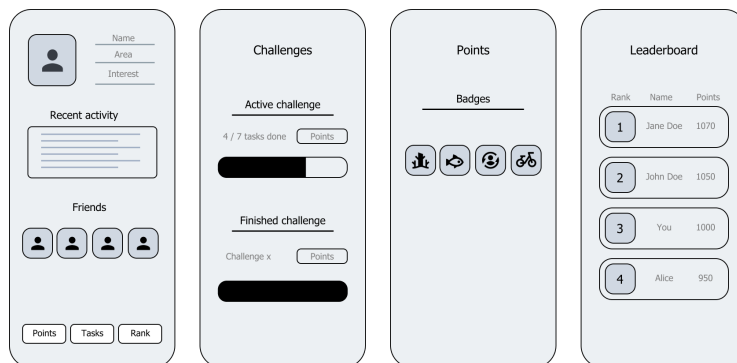 Name
Area
Interest
Recent activity
Friends
Points Tasks Rank
Challenges
Active challenge
4 / 7 tasks done Points
Finished challenge
Challenge x Points
Points
Badges
Leaderboard
Rank Name Points
1 Jane Doe 1070
2 John Doe 1050
3 You 1000
4 Alice 950